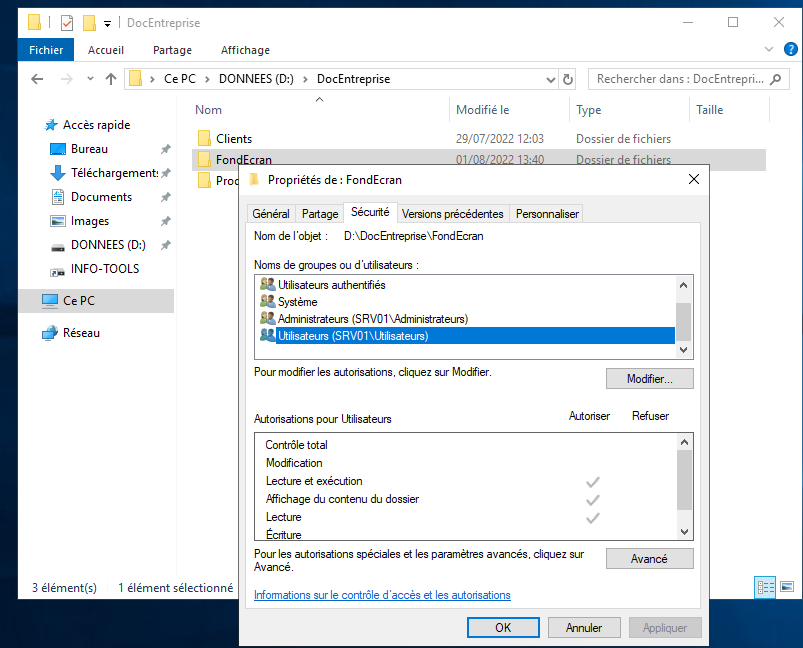 DocEntreprise
Fichier Accueil Partage Affichage
Ce PC DONNEES (D:) DocEntreprise
Rechercher dans : DocEntrepri...
Nom Modifié le Type Taille
Accès rapide
Bureau
Téléchargements
Documents
Images
DONNEES (D:)
INFO-TOOLS
Ce PC
Réseau
Clients 29/07/2022 12:03 Dossier de fichiers
FondEcran 01/08/2022 13:40 Dossier de fichiers
Proc
Propriétés de : FondEcran
Général Partage Sécurité Versions précédentes Personnaliser
Nom de l'objet : D:\DocEntreprise\FondEcran
Noms de groupes ou d'utilisateurs :
Utilisateurs authentifiés
Système
Administrateurs (SRV01\Administrateurs)
Utilisateurs (SRV01\Utilisateurs)
Pour modifier les autorisations, cliquez sur Modifier.
Modifier...
Autorisations pour Utilisateurs Autoriser Refuser
Contrôle total
Modification
Lecture et exécution
Affichage du contenu du dossier
Lecture
Écriture
Pour les autorisations spéciales et les paramètres avancés, cliquez sur
Avancé.
Avancé
Informations sur le contrôle d'accès et les autorisations
OK Annuler Appliquer
3 élément(s) 1 élément sélectionné